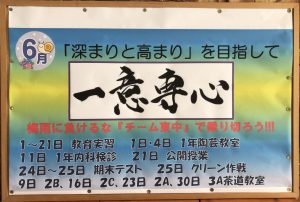 6月
「深まりと高まり」を目指して
一意専心
梅雨に負けるな『チーム東中』で乗り切ろう!!!
1～21日 教育実習 1日・4日 1年陶芸教室
11日 1年内科検診 21日 公開授業
24日～25日 期末テスト 25日 クリーン作戦
9日 2B、16日 2C、23日 2A、30日 3A茶道教室